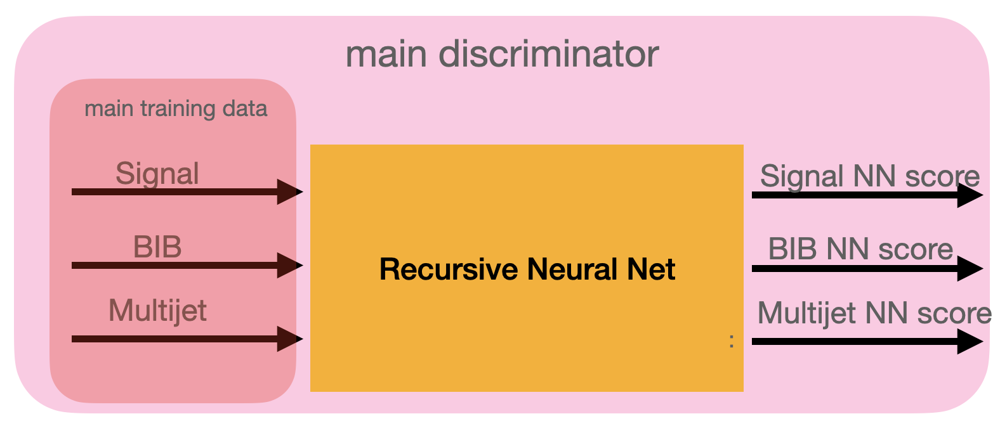 main discriminator
main training data
Signal
BIB
Multijet
Recursive Neural Net
:
Signal NN score
BIB NN score
Multijet NN score